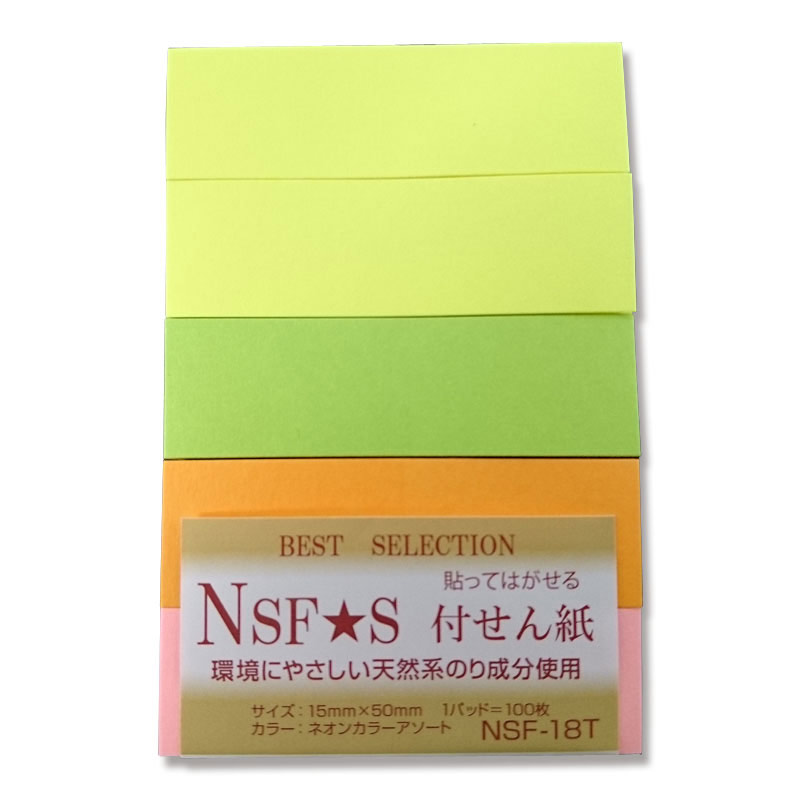 BEST SELECTION
貼ってはがせる
NSF★S 付せん紙
環境にやさしい天然系のり成分使用
サイズ:15mm×50mm 1パッド=100枚
カラー:ネオンカラーアソート NSF-18T